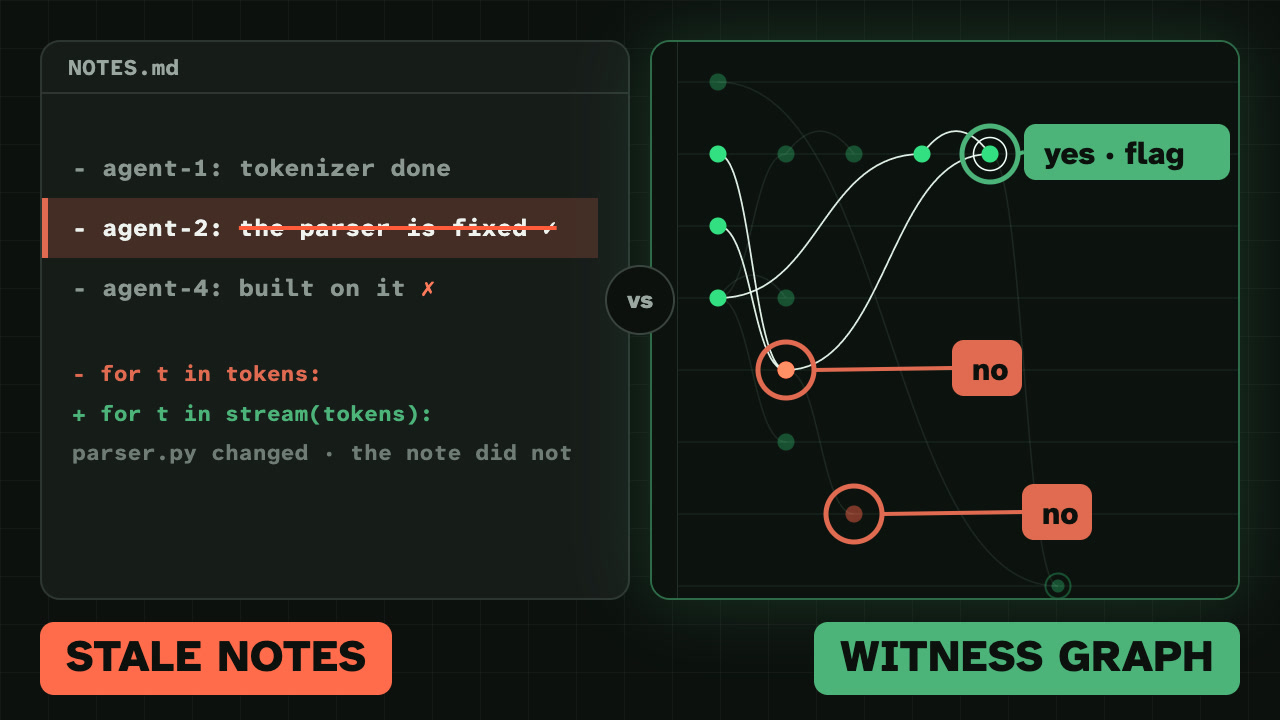 NOTES.md
- agent-1: tokenizer done
- agent-2: the parser is fixed ✓
- agent-4: built on it ✗
- for t in tokens:
+ for t in stream(tokens):
parser.py changed · the note did not
vs
yes · flag
no
no
STALE NOTES
WITNESS GRAPH